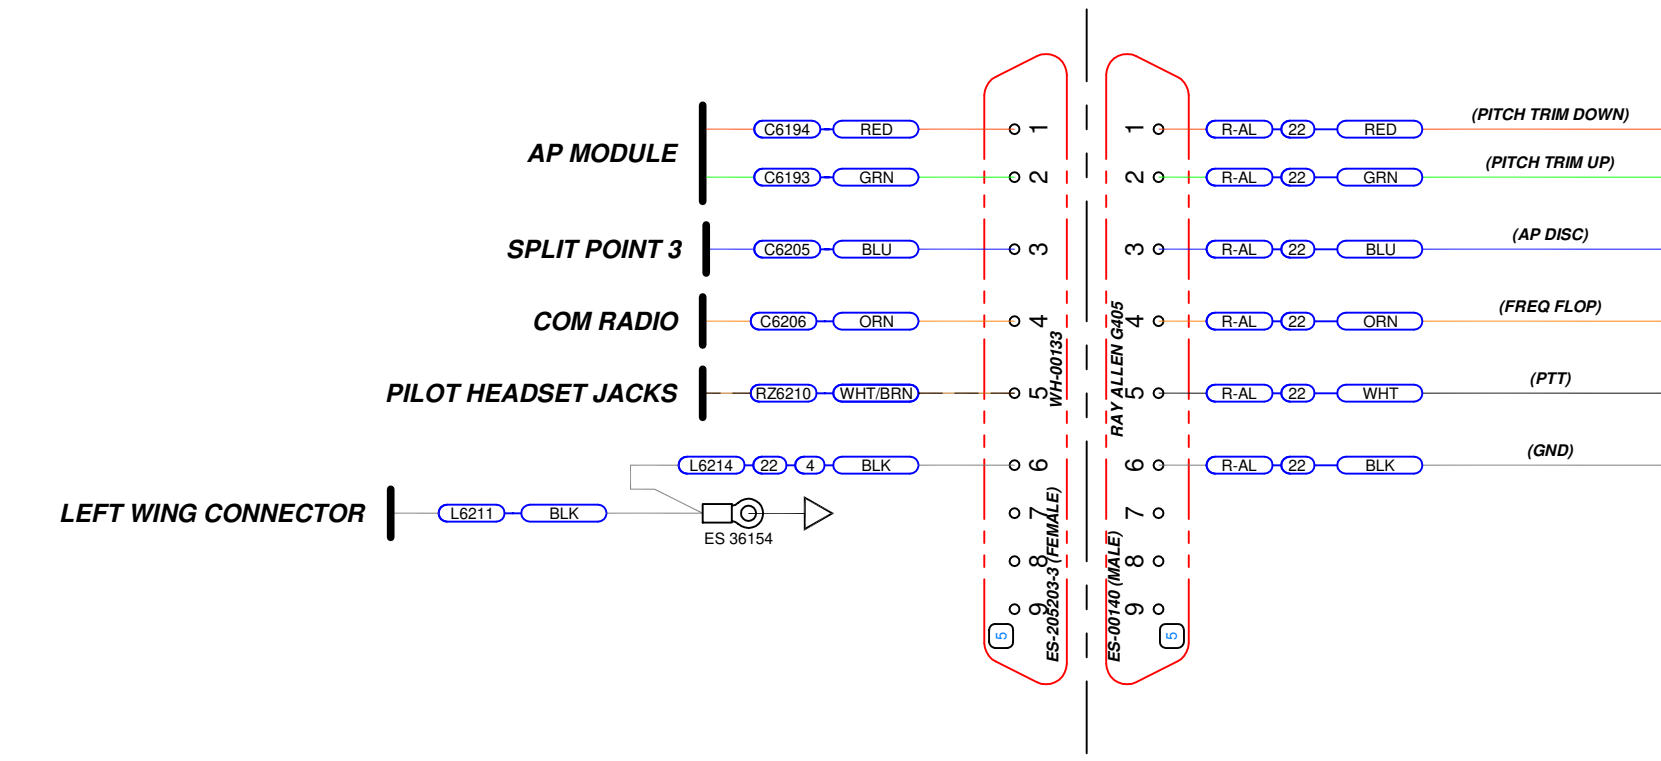 (PITCH TRIM DOWN)
C6194 RED 1 1 R-AL 22 RED
AP MODULE
(PITCH TRIM UP)
C6193 GRN 2 2 R-AL 22 GRN
(AP DISC)
SPLIT POINT 3 C6205 BLU 3 3 R-AL 22 BLU
(FREQ FLOP)
COM RADIO C6206 ORN 4 4 R-AL 22 ORN
(PTT)
PILOT HEADSET JACKS RZ6210 WHT/BRN 5 5 R-AL 22 WHT
WH-00133
RAY ALLEN G405
(GND)
L6214 22 4 BLK 6 6 R-AL 22 BLK
LEFT WING CONNECTOR L6211 BLK 7 7
ES 36154
8 8
9 9
ES-205203-3 (FEMALE)
ES-00140 (MALE)
5 5